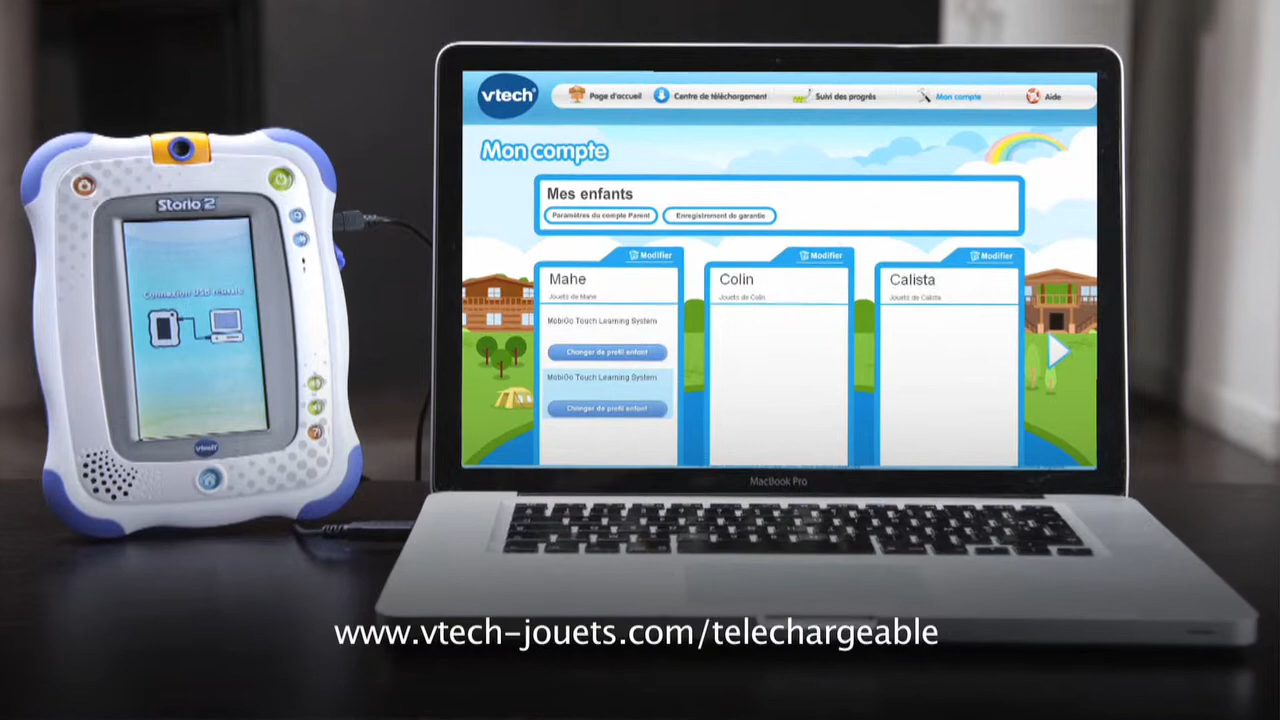 vtech
Page d'accueil
Centre de téléchargement
Suivi des progrès
Mon compte
Aide
Mon compte
Mes enfants
Paramètres du compte Parent
Enregistrement de garantie
Modifier
Modifier
Modifier
Mahe
Colin
Calista
Jouets de Mahe
Jouets de Colin
Jouets de Calista
MobiGo Touch Learning System
Changer de profil enfant
MobiGo Touch Learning System
Changer de profil enfant
MacBook Pro
Storio 2
Connexion USB réussie
vtech
www.vtech-jouets.com/telechargeable